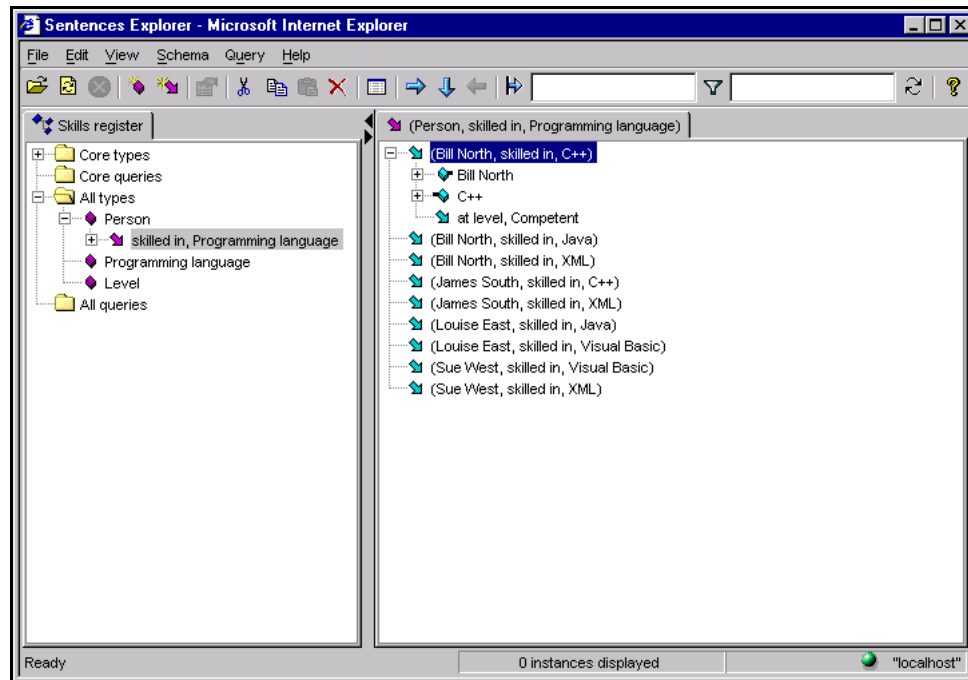 Sentences Explorer - Microsoft Internet Explorer
File Edit View Schema Query Help
Skills register
Core types
Core queries
All types
Person
skilled in, Programming language
Programming language
Level
All queries
(Person, skilled in, Programming language)
(Bill North, skilled in, C++)
Bill North
C++
at level, Competent
(Bill North, skilled in, Java)
(Bill North, skilled in, XML)
(James South, skilled in, C++)
(James South, skilled in, XML)
(Louise East, skilled in, Java)
(Louise East, skilled in, Visual Basic)
(Sue West, skilled in, Visual Basic)
(Sue West, skilled in, XML)
Ready
0 instances displayed
"localhost"